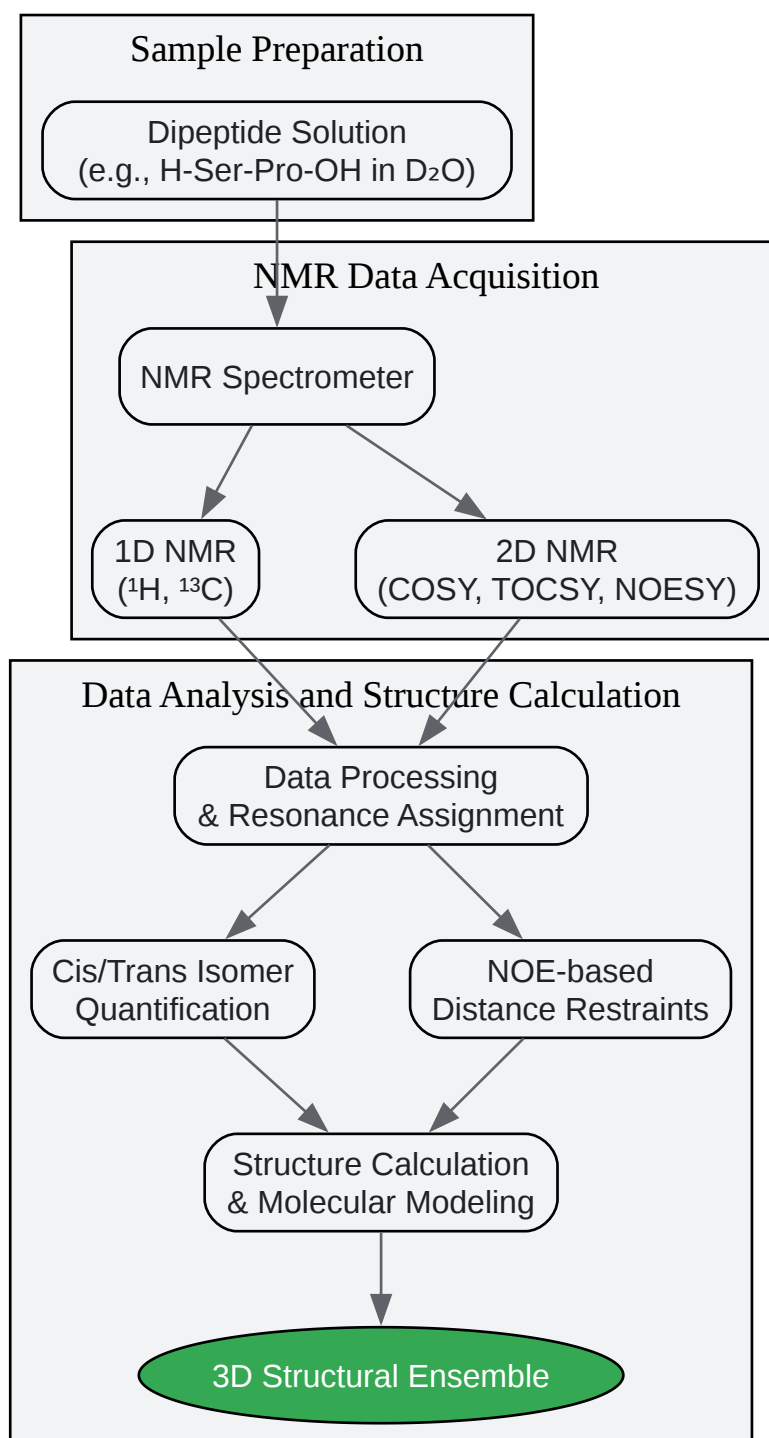 Sample Preparation
Dipeptide Solution
(e.g., H-Ser-Pro-OH in D₂O)
NMR Data Acquisition
NMR Spectrometer
1D NMR
(¹H, ¹³C)
2D NMR
(COSY, TOCSY, NOESY)
Data Analysis and Structure Calculation
Data Processing
& Resonance Assignment
Cis/Trans Isomer
Quantification
NOE-based
Distance Restraints
Structure Calculation
& Molecular Modeling
3D Structural Ensemble